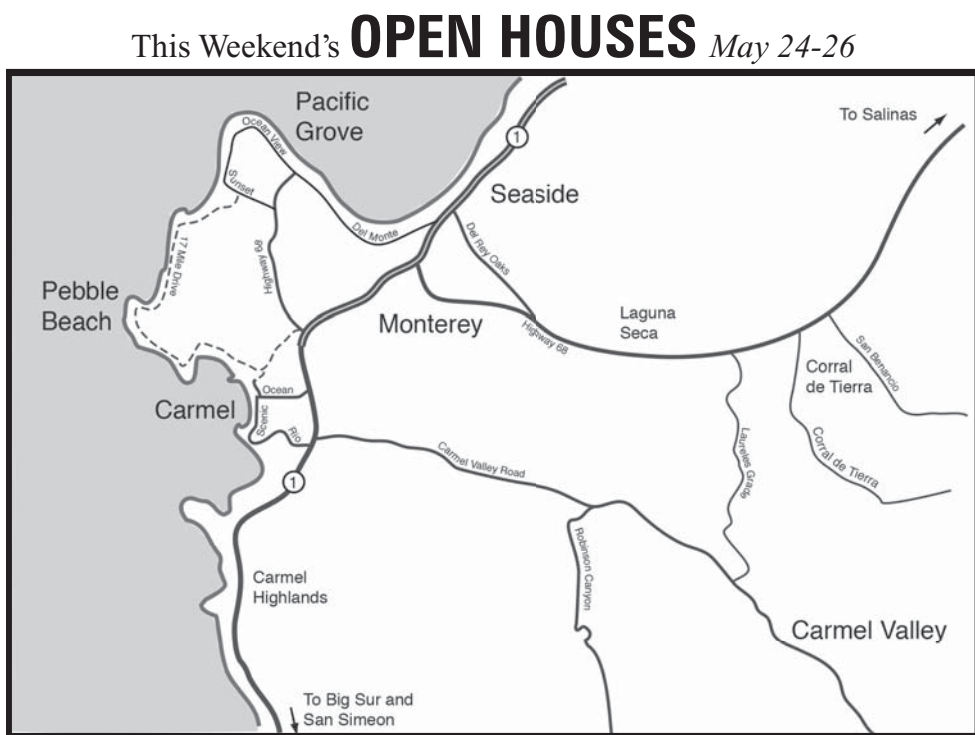 This Weekend's OPEN HOUSES May 24-26
Pacific
Grove
To Salinas
Ocean View
1
Sunset
Seaside
Del Monte
Del Rey Oaks
17 Mile Drive
Highway 68
Pebble
Beach
Monterey
Laguna
Seca
Highway 68
San Benancio
Corral
de Tierra
Ocean
Carmel
Scenic
Rio
Carmel Valley Road
Laureles Grade
Corral de Tierra
1
Robinson Canyon
Carmel
Highlands
Carmel Valley
To Big Sur and
San Simeon